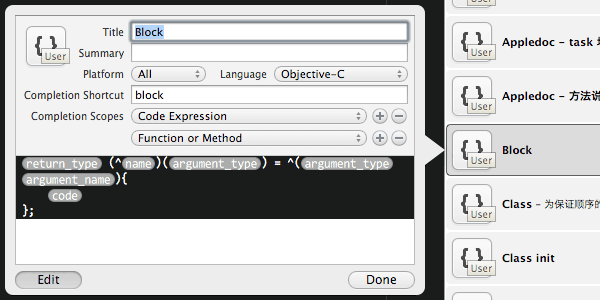 Title Block
Summary
Platform All Language Objective-C
Completion Shortcut block
Completion Scopes Code Expression
Function or Method
return_type (^name)(argument_type) = ^(argument_type
argument_name){
code
};
Edit Done
User
User
Appledoc - task
User
Appledoc - 方法说
User
Block
User
Class - 为保证顺序的
User
Class init
User